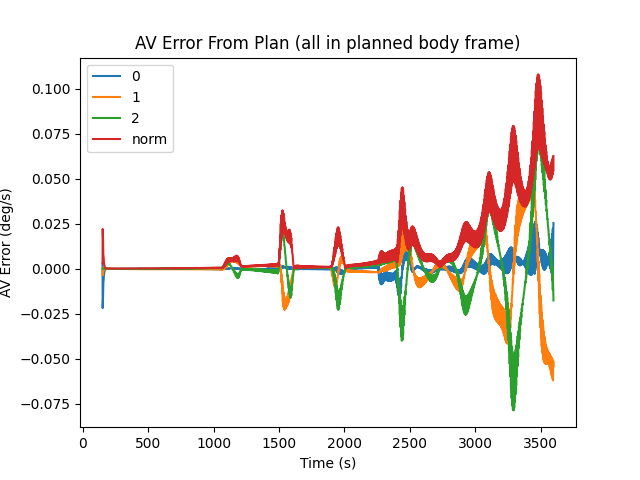 AV Error From Plan (all in planned body frame)
AV Error (deg/s)
0.100
0.075
0.050
0.025
0.000
−0.025
−0.050
−0.075
0
1
2
norm
0 500 1000 1500 2000 2500 3000 3500
Time (s)